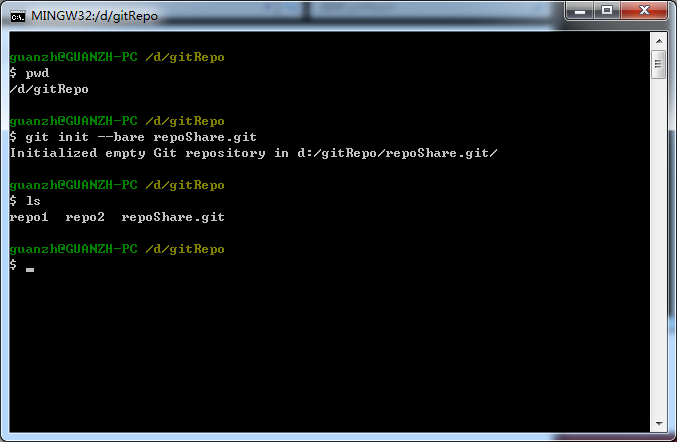 MINGW32:/d/gitRepo
guanzh@GUANZH-PC /d/gitRepo
$ pwd
/d/gitRepo
guanzh@GUANZH-PC /d/gitRepo
$ git init --bare repoShare.git
Initialized empty Git repository in d:/gitRepo/repoShare.git/
guanzh@GUANZH-PC /d/gitRepo
$ ls
repo1  repo2  repoShare.git
guanzh@GUANZH-PC /d/gitRepo
$